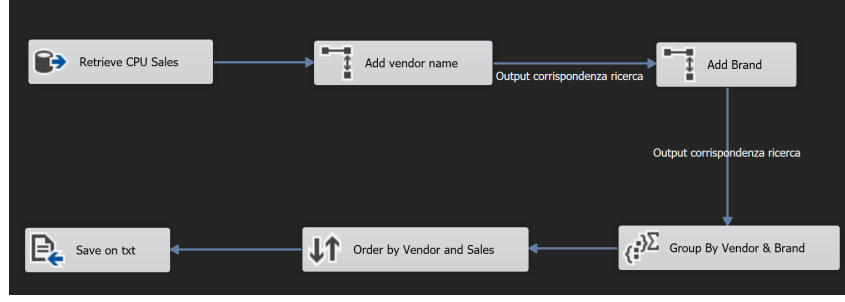 Retrieve CPU Sales
Add vendor name
Output corrispondenza ricerca
Add Brand
Output corrispondenza ricerca
Group By Vendor & Brand
Order by Vendor and Sales
Save on txt